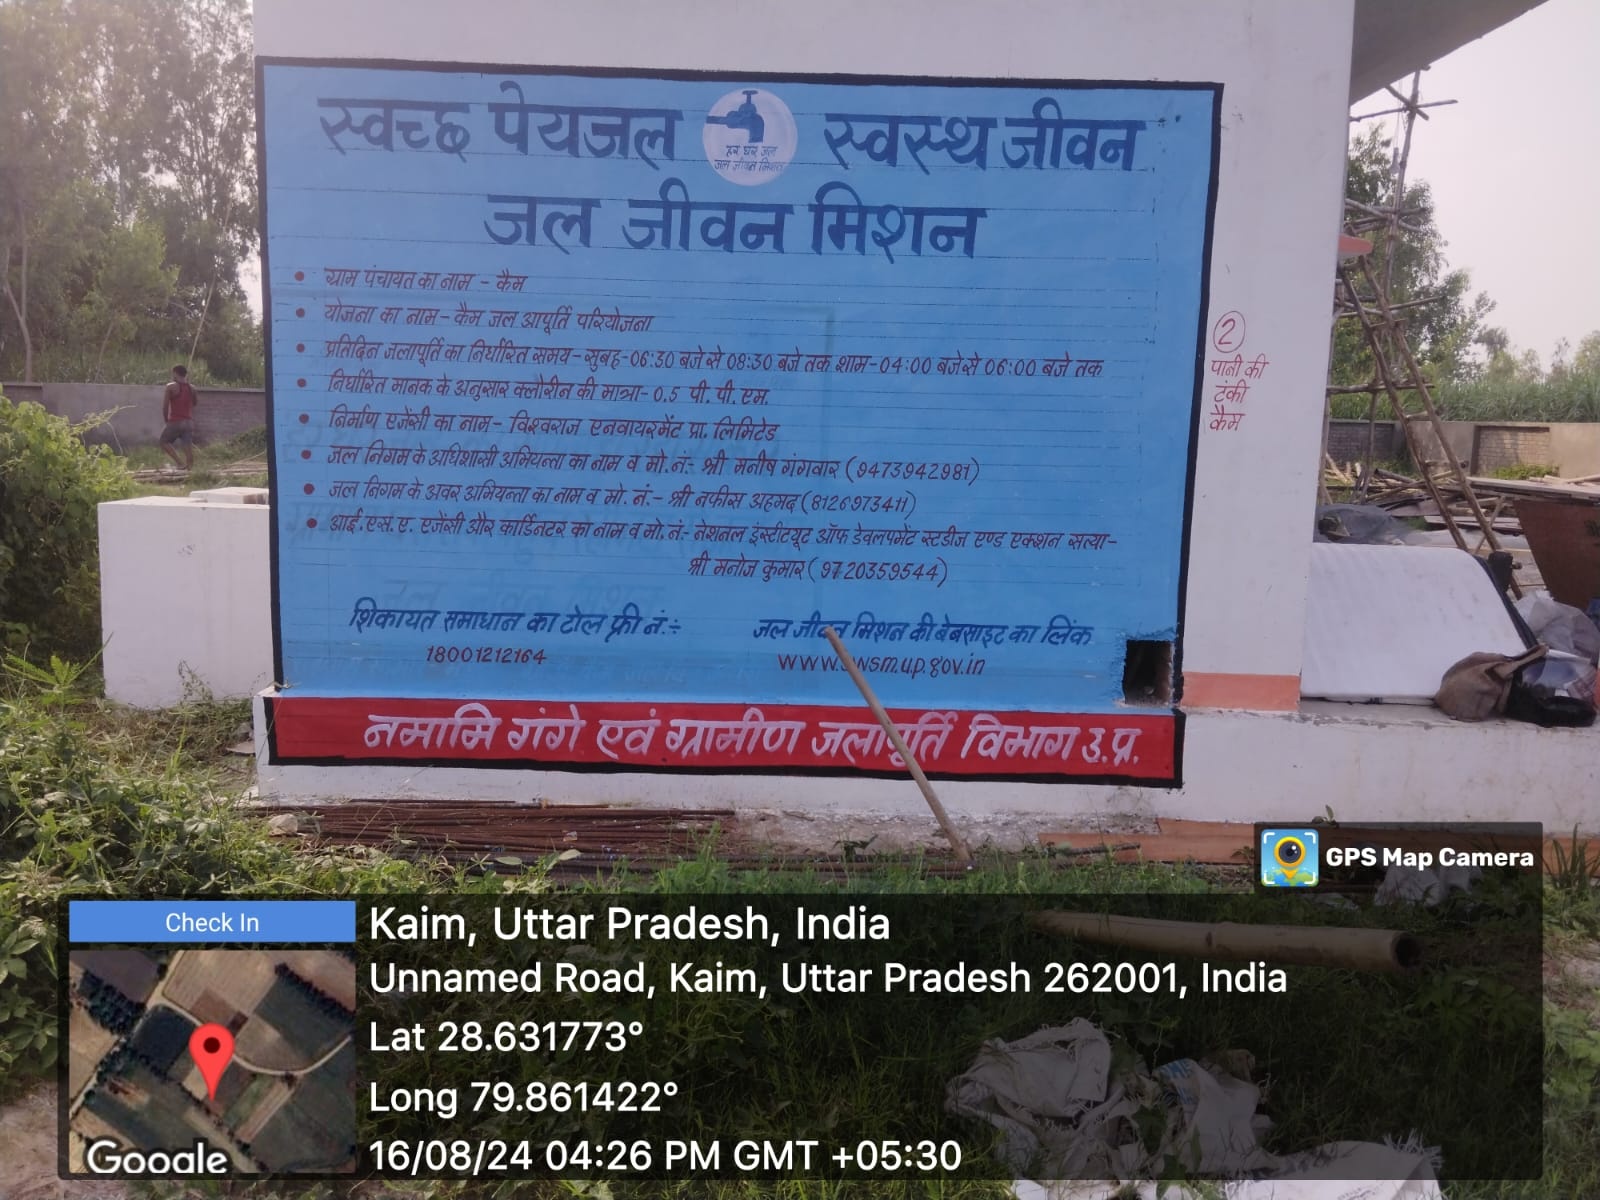 स्वच्छ पेयजल स्वस्थ जीवन
हर घर जल
जल जीवन मिशन
जल जीवन मिशन
• ग्राम पंचायत का नाम - कैम
• योजना का नाम - कैम जल आपूर्ति परियोजना
• प्रतिदिन जलापूर्ति का निर्धारित समय - सुबह - 06:30 बजे से 08:30 बजे तक शाम - 04:00 बजे से 06:00 बजे तक
• निर्धारित मानक के अनुसार क्लोरीन की मात्रा - 0.5 पी. पी. एम.
• निर्माण एजेंसी का नाम - विश्वराज एनवायरमेंट प्रा. लिमिटेड
• जल निगम के अधिशासी अभियन्ता का नाम व मो. नं:- श्री मनीष गंगवार (9473942981)
• जल निगम के अवर अभियन्ता का नाम व मो. नं.- श्री नफीस अहमद (8126973411)
• आई. एस. ए. एजेंसी और कार्डिनटर का नाम व मो. नं:- नेशनल इंस्टीटयूट ऑफ डेवलपमेंट स्टडीज एण्ड एक्शन सत्या-
श्री मनोज कुमार (9720359544)
शिकायत समाधान का टोल फ्री नं.:-
18001212164
जल जीवन मिशन की बेबसाइट का लिंक
www.swsmup.gov.in
नमामि गंगे एवं ग्रामीण जलापूर्ति विभाग उ.प्र.
2
पानी की
टंकी
कैम
GPS Map Camera
Check In
Kaim, Uttar Pradesh, India
Unnamed Road, Kaim, Uttar Pradesh 262001, India
Lat 28.631773°
Long 79.861422°
16/08/24 04:26 PM GMT +05:30
Google